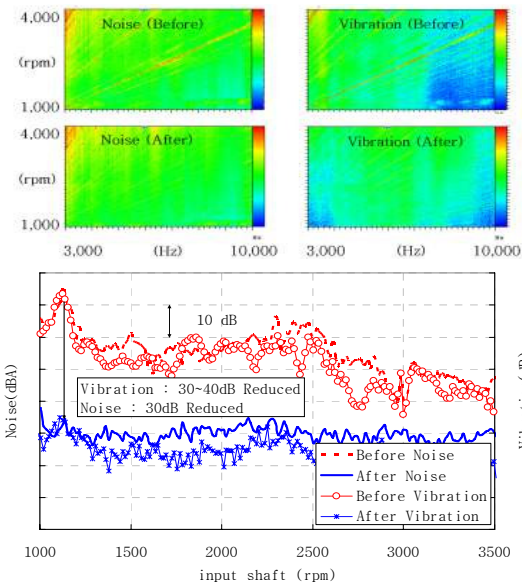 4,000
Noise (Before)
Vibration (Before)
(rpm)
1,000
4,000
Noise (After)
Vibration (After)
(rpm)
1,000
3,000
(Hz)
10,000
3,000
(Hz)
10,000
10 dB
Noise(dBA)
Vibration : 30~40dB Reduced
Noise : 30dB Reduced
Before Noise
After Noise
Before Vibration
After Vibration
1000
1500
2000
2500
3000
3500
input shaft (rpm)